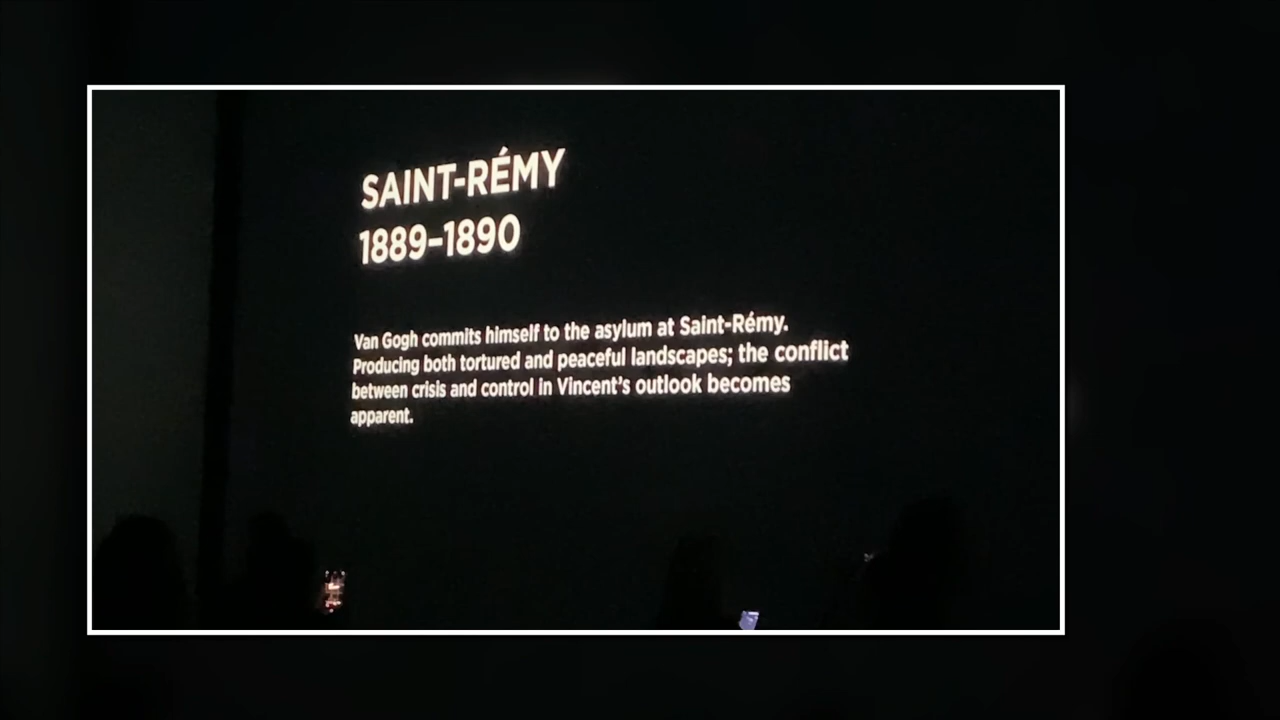 SAINT-RÉMY
1889–1890
Van Gogh commits himself to the asylum at Saint-Rémy.
Producing both tortured and peaceful landscapes; the conflict
between crisis and control in Vincent's outlook becomes
apparent.